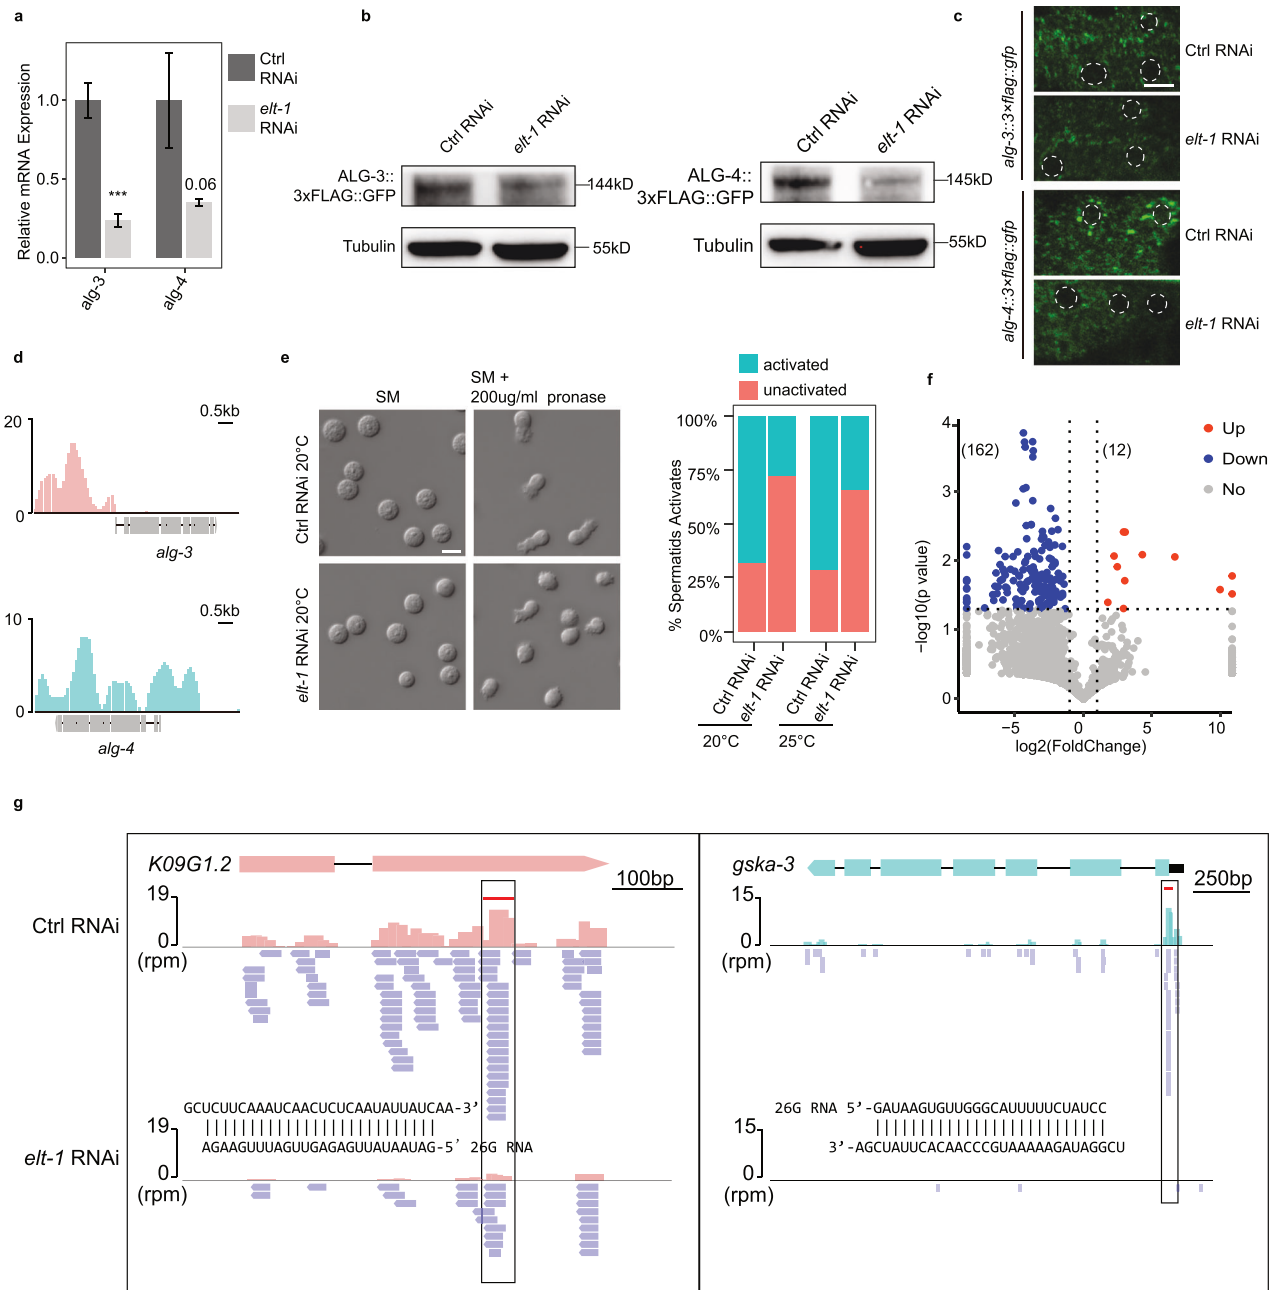 a
Relative mRNA Expression
1.0
0.5
0.0
***
0.06
alg-3
alg-4
Ctrl
RNAi
elt-1
RNAi
b
Ctrl RNAi
elt-1 RNAi
ALG-3::
3xFLAG::GFP
144kD
Tubulin
55kD
Ctrl RNAi
elt-1 RNAi
ALG-4::
3xFLAG::GFP
145kD
Tubulin
55kD
c
alg-3::3×flag::gfp
Ctrl RNAi
elt-1 RNAi
alg-4::3×flag::gfp
Ctrl RNAi
elt-1 RNAi
d
20
0
0.5kb
alg-3
10
0
0.5kb
alg-4
e
SM
SM +
200ug/ml pronase
Ctrl RNAi 20°C
elt-1 RNAi 20°C
activated
unactivated
% Spermatids Activates
100%
75%
50%
25%
0%
Ctrl RNAi
elt-1 RNAi
Ctrl RNAi
elt-1 RNAi
20°C
25°C
f
−log10(p value)
4
3
2
1
0
(162)
(12)
Up
Down
No
−5
0
5
10
log2(FoldChange)
g
K09G1.2
100bp
Ctrl RNAi
19
0
(rpm)
GCUCUUCAAAUCAACUCUCAAUAUUAUCAA-3’
AGAAGUUUAGUUGAGAGUUAUAAUAG-5’ 26G RNA
elt-1 RNAi
19
0
(rpm)
gska-3
250bp
15
0
(rpm)
26G RNA 5’-GAUAAGUGUUGGGCAUUUUUCUAUCC
3’-AGCUAUUCACAACCCGUAAAAAGAUAGGCU
15
0
(rpm)